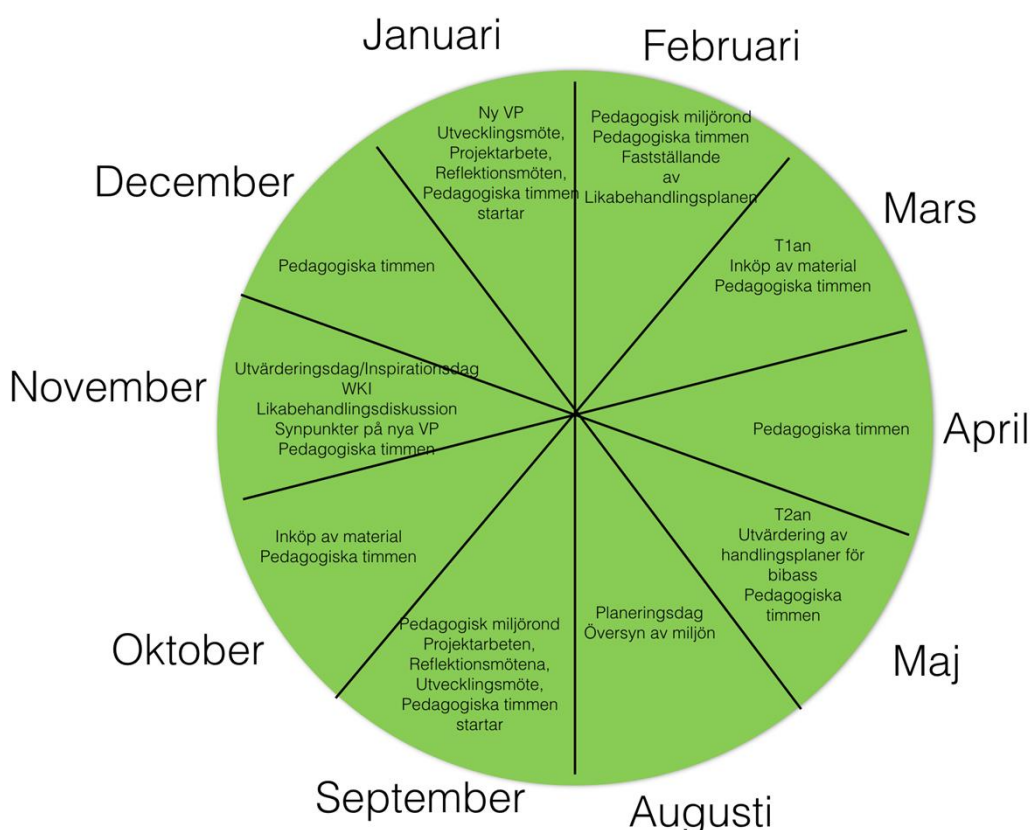 Januari
Ny VP
Utvecklingsmöte,
Projektarbete,
Reflektionsmöten,
Pedagogiska timmen
startar
Februari
Pedagogisk miljörond
Pedagogiska timmen
Fastställande
av
Likabehandlingsplanen
Mars
T1an
Inköp av material
Pedagogiska timmen
April
Pedagogiska timmen
Maj
T2an
Utvärdering av
handlingsplaner för
bibass
Pedagogiska
timmen
Augusti
Planeringsdag
Översyn av miljön
September
Pedagogisk miljörond
Projektarbeten,
Reflektionsmötena,
Utvecklingsmöte,
Pedagogiska timmen
startar
Oktober
Inköp av material
Pedagogiska timmen
November
Utvärderingsdag/Inspirationsdag
WKI
Likabehandlingsdiskussion
Synpunkter på nya VP
Pedagogiska timmen
December
Pedagogiska timmen